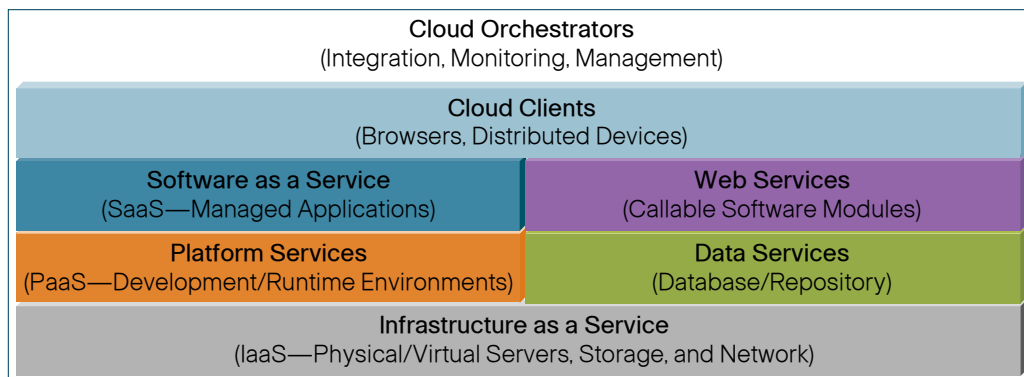 Cloud Orchestrators
(Integration, Monitoring, Management)
Cloud Clients
(Browsers, Distributed Devices)
Software as a Service
(SaaS—Managed Applications)
Web Services
(Callable Software Modules)
Platform Services
(PaaS—Development/Runtime Environments)
Data Services
(Database/Repository)
Infrastructure as a Service
(IaaS—Physical/Virtual Servers, Storage, and Network)